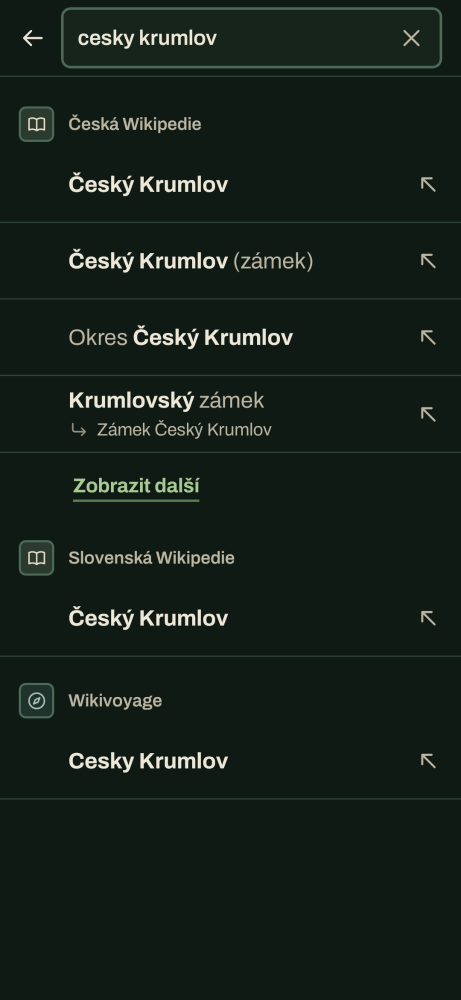 cesky krumlov
Česká Wikipedie
Český Krumlov
Český Krumlov (zámek)
Okres Český Krumlov
Krumlovský zámek
Zámek Český Krumlov
Zobrazit další
Slovenská Wikipedie
Český Krumlov
Wikivoyage
Cesky Krumlov